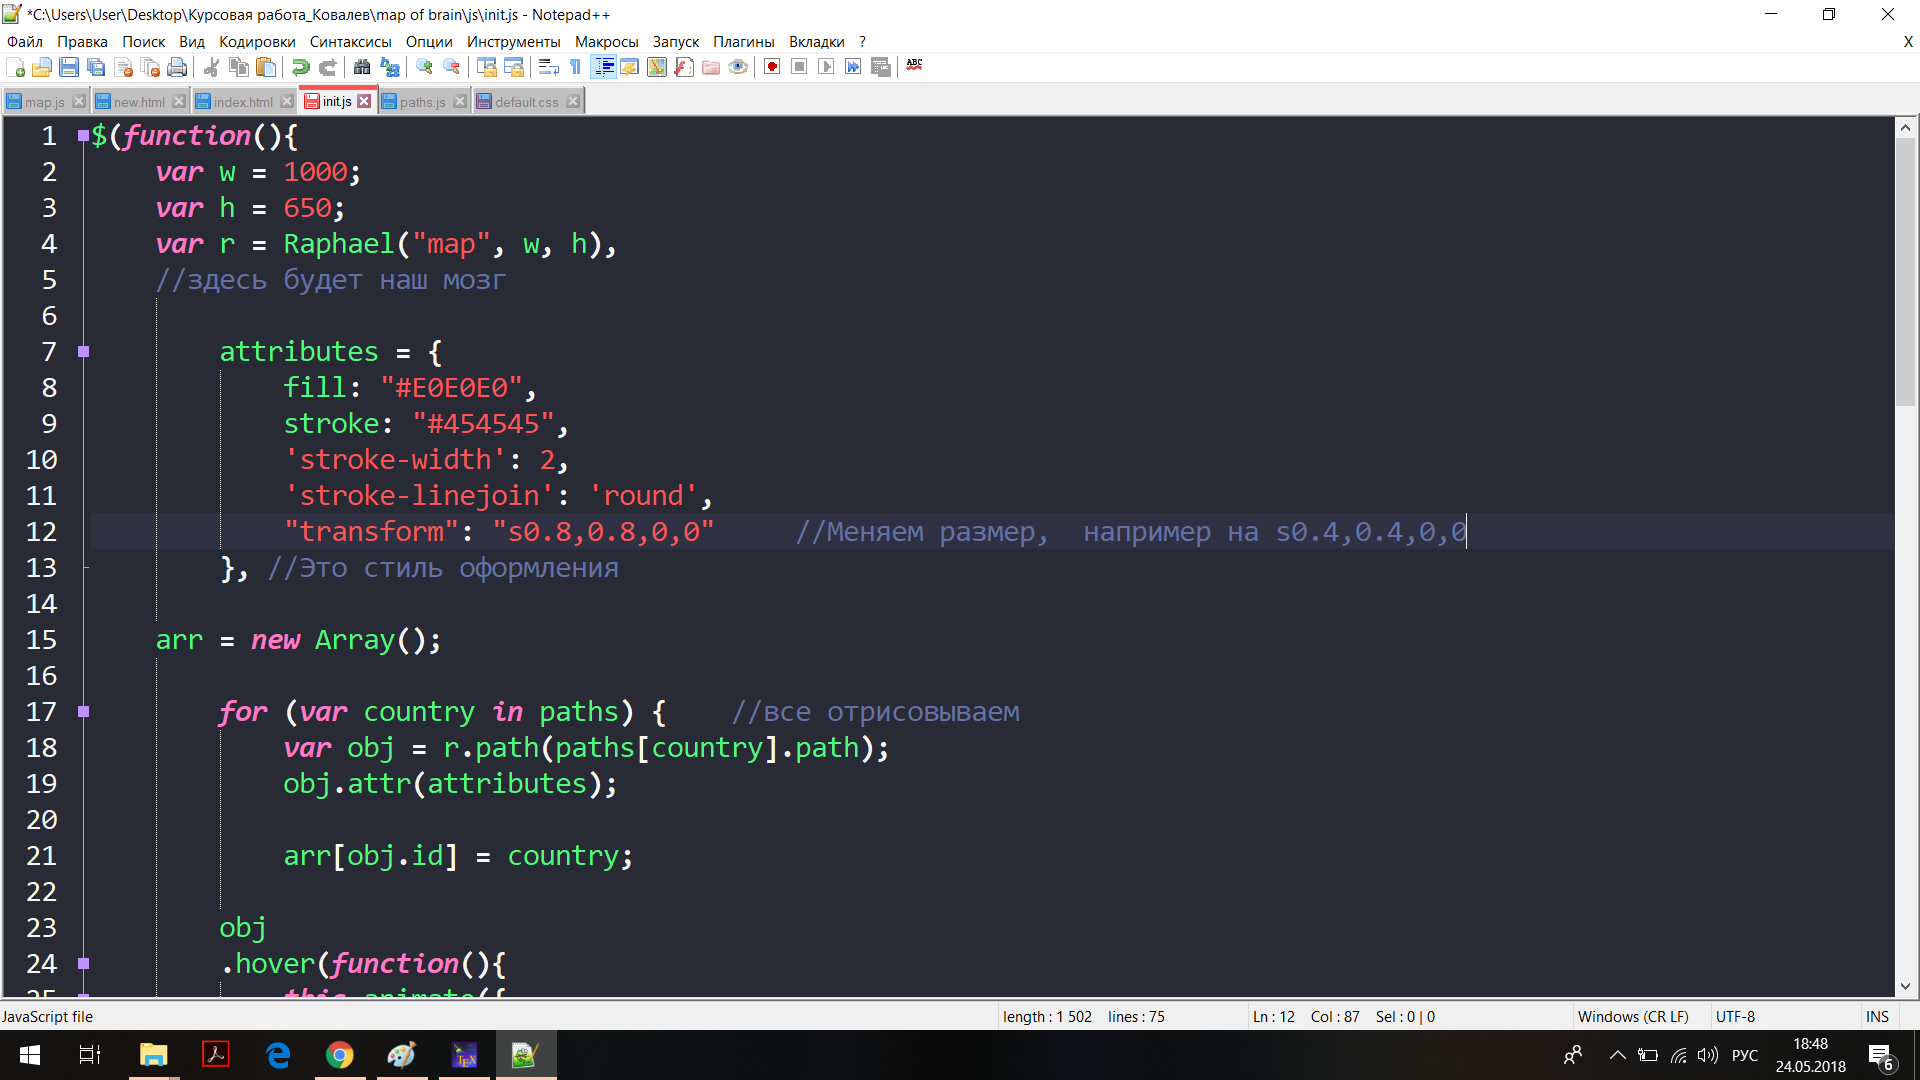 *C:\Users\User\Desktop\Курсовая работа_Ковалев\map of brain\js\init.js - Notepad++
Файл Правка Поиск Вид Кодировки Синтаксисы Опции Инструменты Макросы Запуск Плагины Вкладки ? X
map.js new.html index.html init.js paths.js default.css
1 $(function(){
2 var w = 1000;
3 var h = 650;
4 var r = Raphael("map", w, h),
5 //здесь будет наш мозг
6
7 attributes = {
8 fill: "#E0E0E0",
9 stroke: "#454545",
10 'stroke-width': 2,
11 'stroke-linejoin': 'round',
12 "transform": "s0.8,0.8,0,0" //Меняем размер,  например на s0.4,0.4,0,0
13 }, //Это стиль оформления
14
15 arr = new Array();
16
17 for (var country in paths) { //все отрисовываем
18 var obj = r.path(paths[country].path);
19 obj.attr(attributes);
20
21 arr[obj.id] = country;
22
23 obj
24 .hover(function(){
25 this.animate({
JavaScript file length : 1 502 lines : 75 Ln : 12 Col : 87 Sel : 0 | 0 Windows (CR LF) UTF-8 INS
РУС 18:48
24.05.2018 6